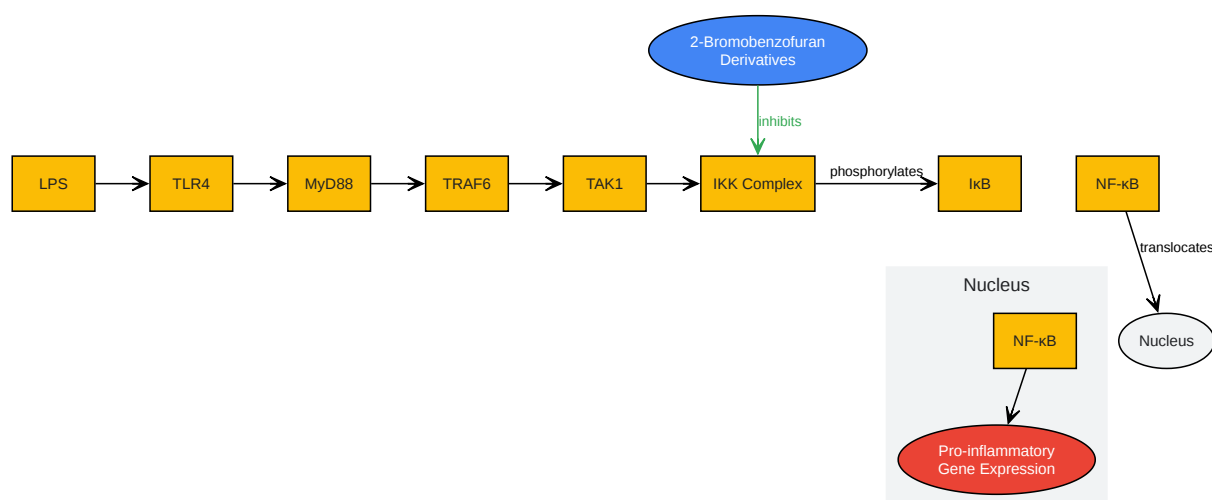 2-Bromobenzofuran
Derivatives
inhibits
LPS
TLR4
MyD88
TRAF6
TAK1
IKK Complex
phosphorylates
IκB
NF-κB
translocates
Nucleus
NF-κB
Nucleus
Pro-inflammatory
Gene Expression